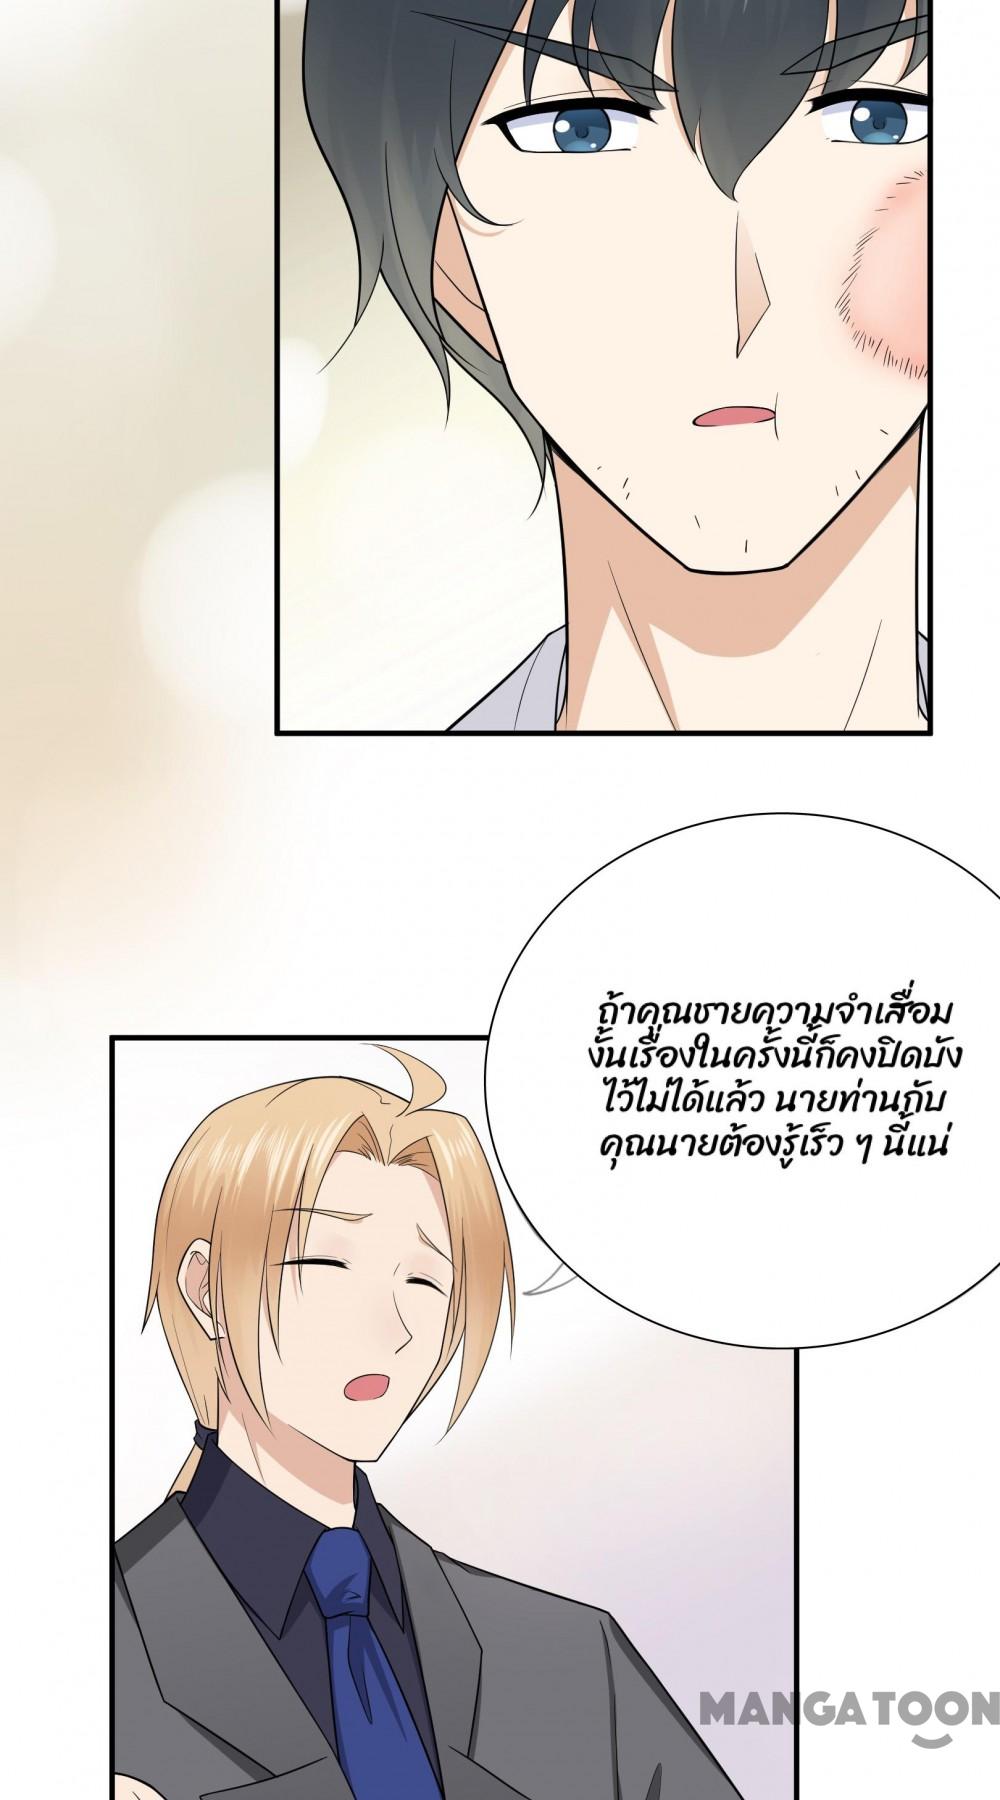 ถ้าคุณชายความจำเสื่อม
งั้นเรื่องในครั้งนี้ก็คงปิดบัง
ไว้ไม่ได้แล้ว นายท่านกับ
คุณนายต้องรู้เร็ว ๆ นี้แน่
MANGATOON